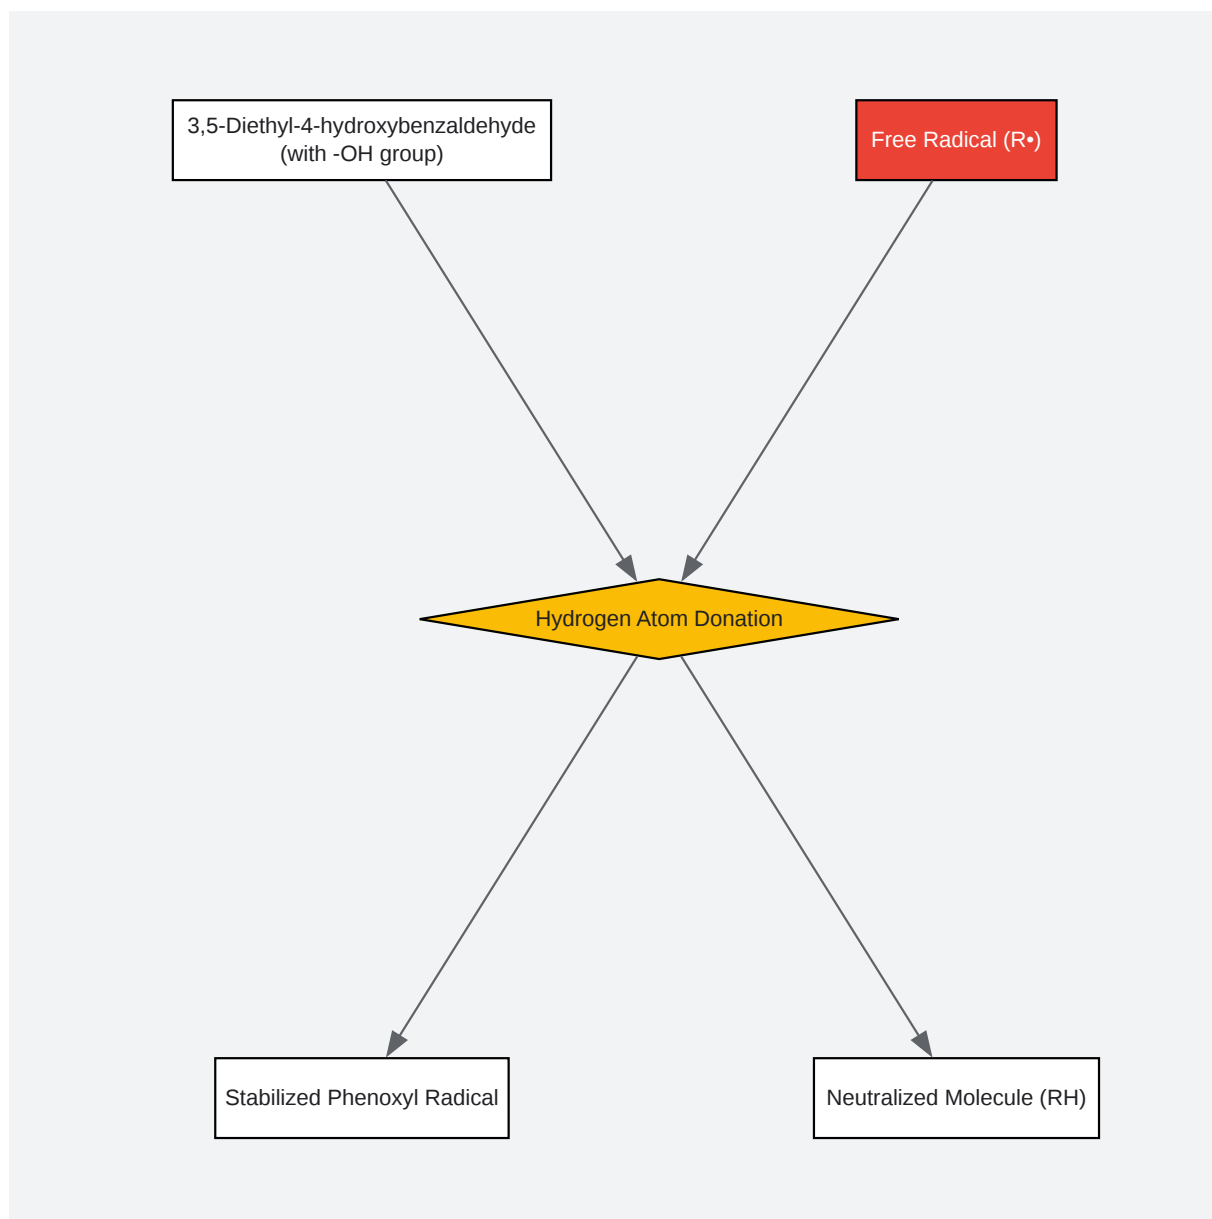 3,5-Diethyl-4-hydroxybenzaldehyde
(with -OH group)
Free Radical (R•)
Hydrogen Atom Donation
Stabilized Phenoxyl Radical
Neutralized Molecule (RH)